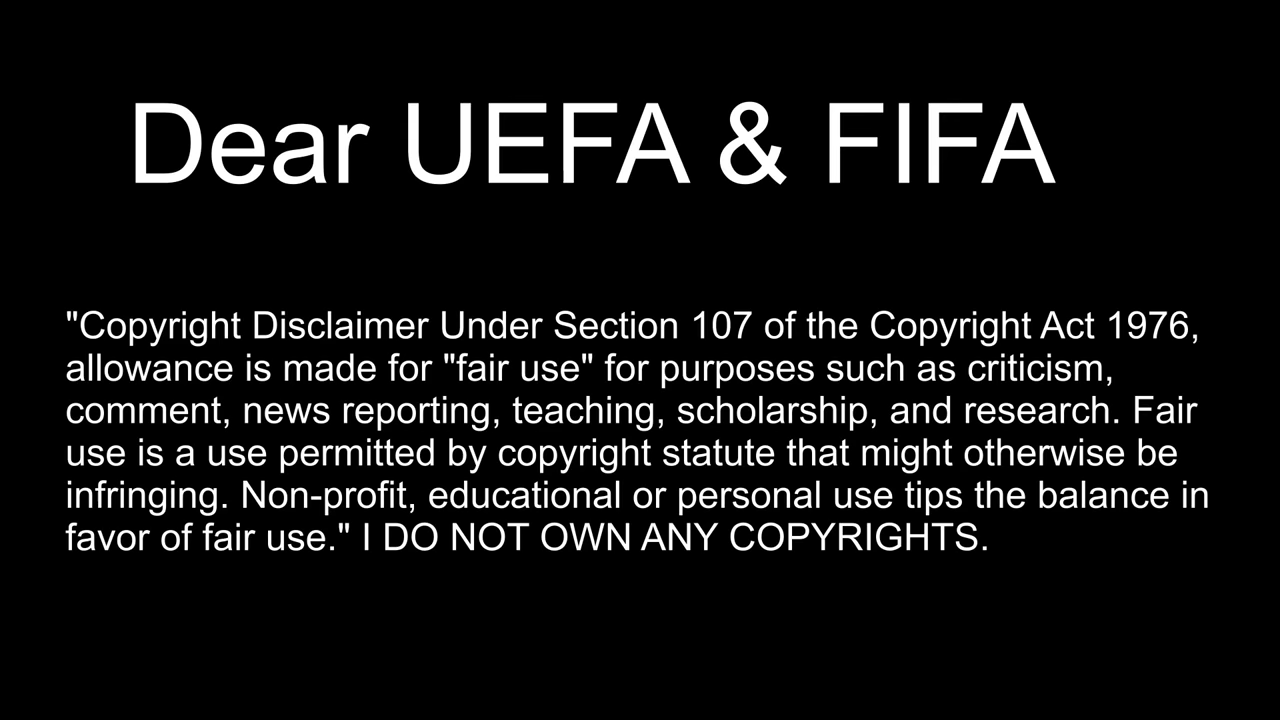 Dear UEFA & FIFA
"Copyright Disclaimer Under Section 107 of the Copyright Act 1976,
allowance is made for "fair use" for purposes such as criticism,
comment, news reporting, teaching, scholarship, and research. Fair
use is a use permitted by copyright statute that might otherwise be
infringing. Non-profit, educational or personal use tips the balance in
favor of fair use." I DO NOT OWN ANY COPYRIGHTS.